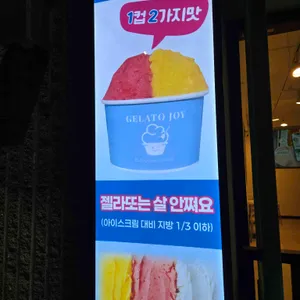 1컵 2가지맛
GELATO JOY
젤라또는 살 안쪄요
(아이스크림 대비 지방 1/3 이하)